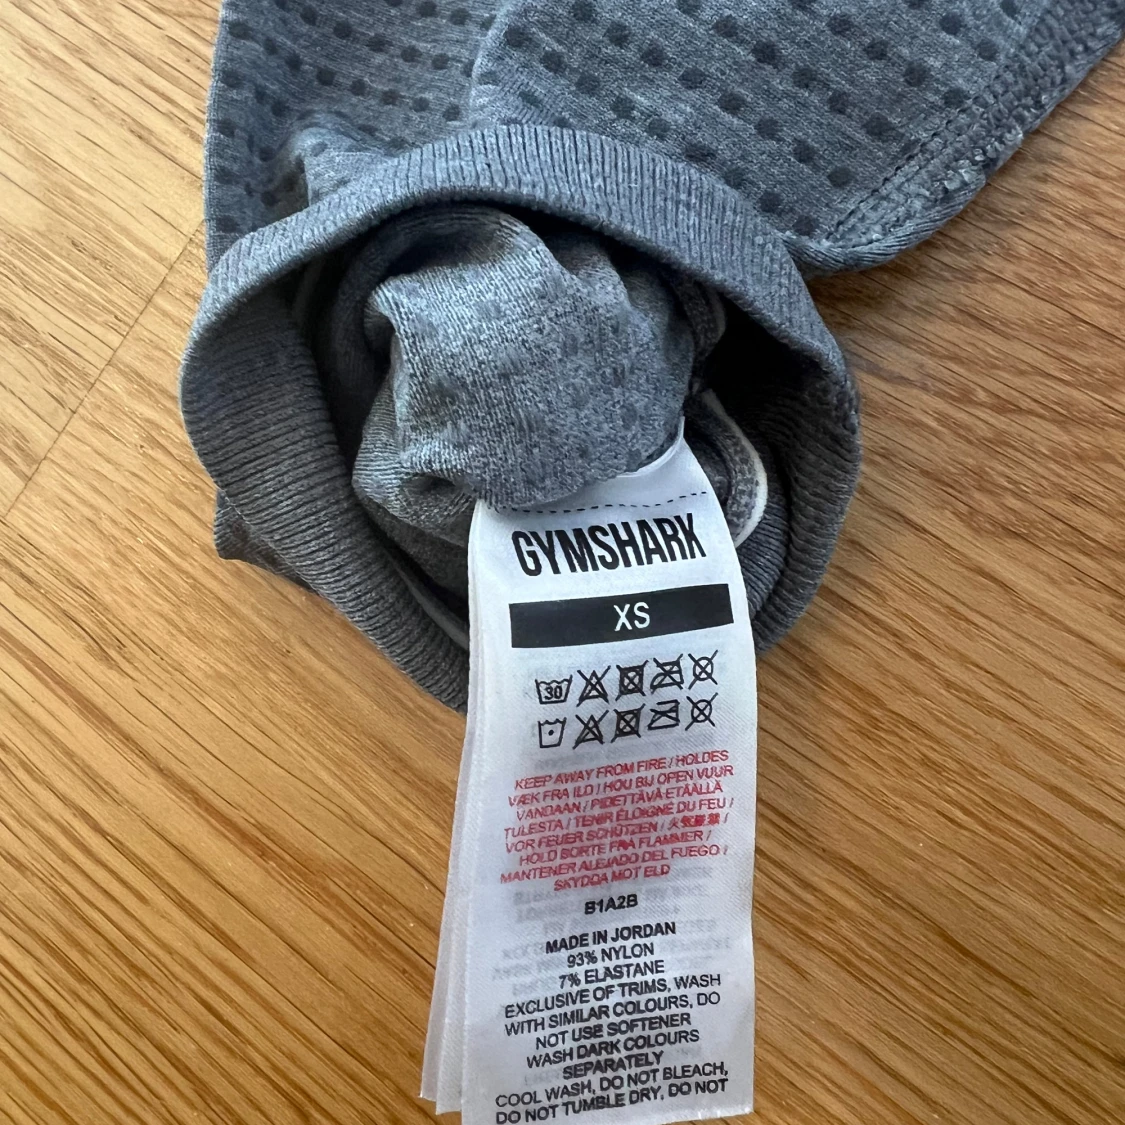 GYMSHARK
XS
30
KEEP AWAY FROM FIRE / HOLDES
VÆK FRA ILD / HOU BIJ OPEN VUUR
VANDAAN / PIDETTÄVÄ ETÄÄLLÄ
TULESTA / TENIR ÉLOIGNÉ DU FEU /
VOR FEUER SCHÜTZEN / 火気厳禁 /
HOLD BORTE FRA FLAMMER /
MANTENER ALEJADO DEL FUEGO /
SKYDDA MOT ELD
B1A2B
MADE IN JORDAN
93% NYLON
7% ELASTANE
EXCLUSIVE OF TRIMS, WASH
WITH SIMILAR COLOURS, DO
NOT USE SOFTENER
WASH DARK COLOURS
SEPARATELY
COOL WASH, DO NOT BLEACH,
DO NOT TUMBLE DRY, DO NOT